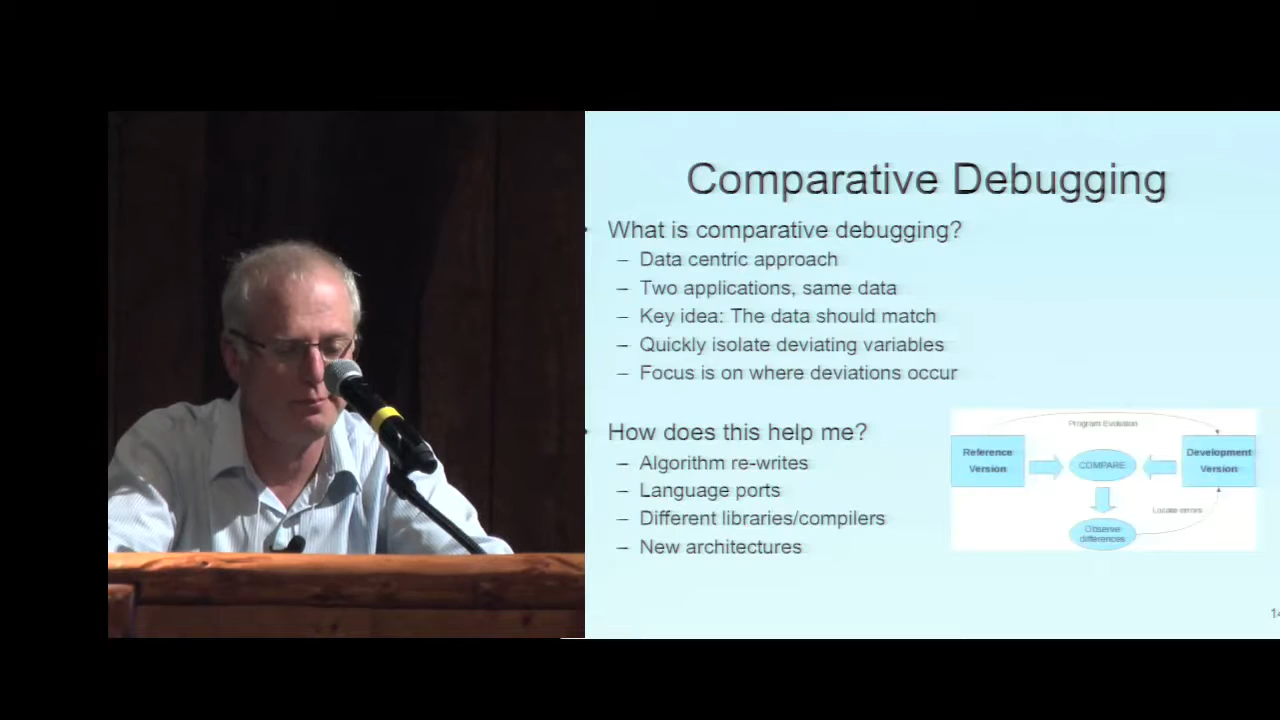 Comparative Debugging
• What is comparative debugging?
– Data centric approach
– Two applications, same data
– Key idea: The data should match
– Quickly isolate deviating variables
– Focus is on where deviations occur
• How does this help me?
– Algorithm re-writes
– Language ports
– Different libraries/compilers
– New architectures
Program Evolution
Reference
Version
COMPARE
Development
Version
Locate errors
Observe
differences
14